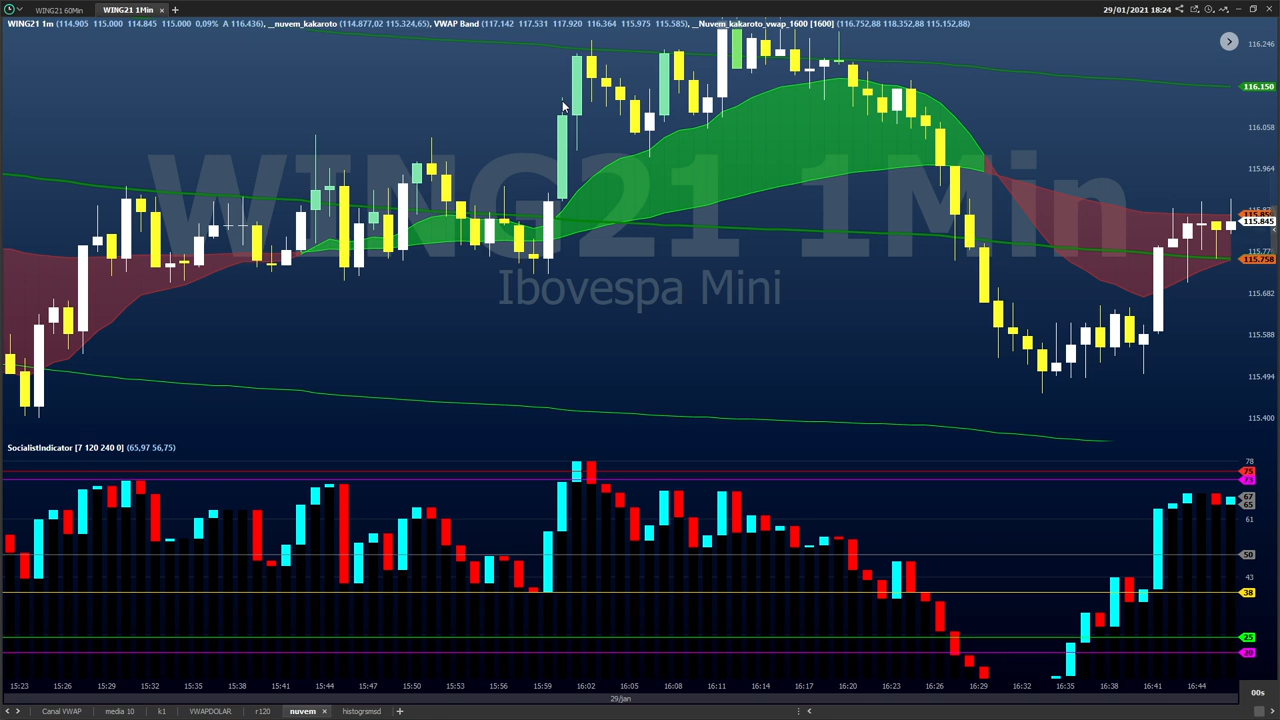 WING21 60Min WING21 1Min × + 29/01/2021 18:24
WING21 1m (114.905 115.000 114.845 115.000 0,09% A 116.436), __nuvem_kakaroto (114.877,02 115.324,65), VWAP Band (117.142 117.531 117.920 116.364 115.975 115.585), __Nuvem_kakaroto_vwap_1600 [1600] (116.752,88 118.352,88 115.152,88)
116.246
116.150
116.058
115.964
115.845
115.758
115.682
115.588
115.494
115.400
WING21 1Min
Ibovespa Mini
SocialistIndicator [7 120 240 0] (65,97 56,75)
78
75
73
67
65
61
50
43
38
25
20
15:23 15:26 15:29 15:32 15:35 15:38 15:41 15:44 15:47 15:50 15:53 15:56 15:59 16:02 16:05 16:08 16:11 16:14 16:17 16:20 16:23 16:26 16:29 16:32 16:35 16:38 16:41 16:44
00s
29/jan
Canal VWAP media 10 k1 VWAPDOLAR r120 nuvem × histogrsmsd +